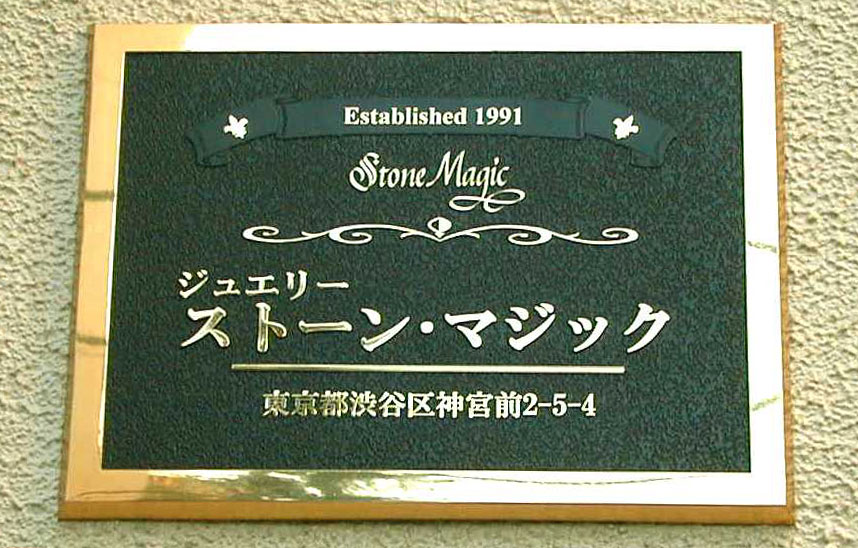 Established 1991
Stone Magic
ジュエリー
ストーン・マジック
東京都渋谷区神宮前2-5-4